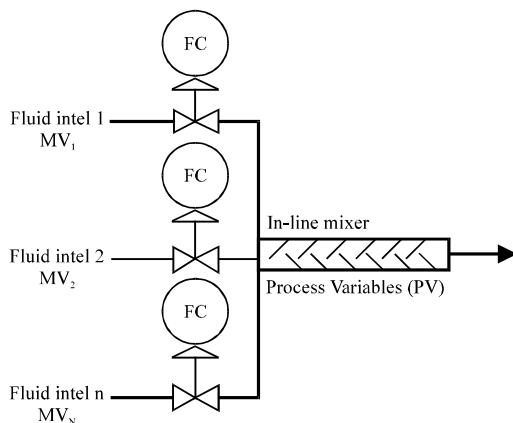 FC
Fluid intel 1
MV₁
FC
In-line mixer
Fluid intel 2
MV₂
Process Variables (PV)
FC
Fluid intel n
MV_N